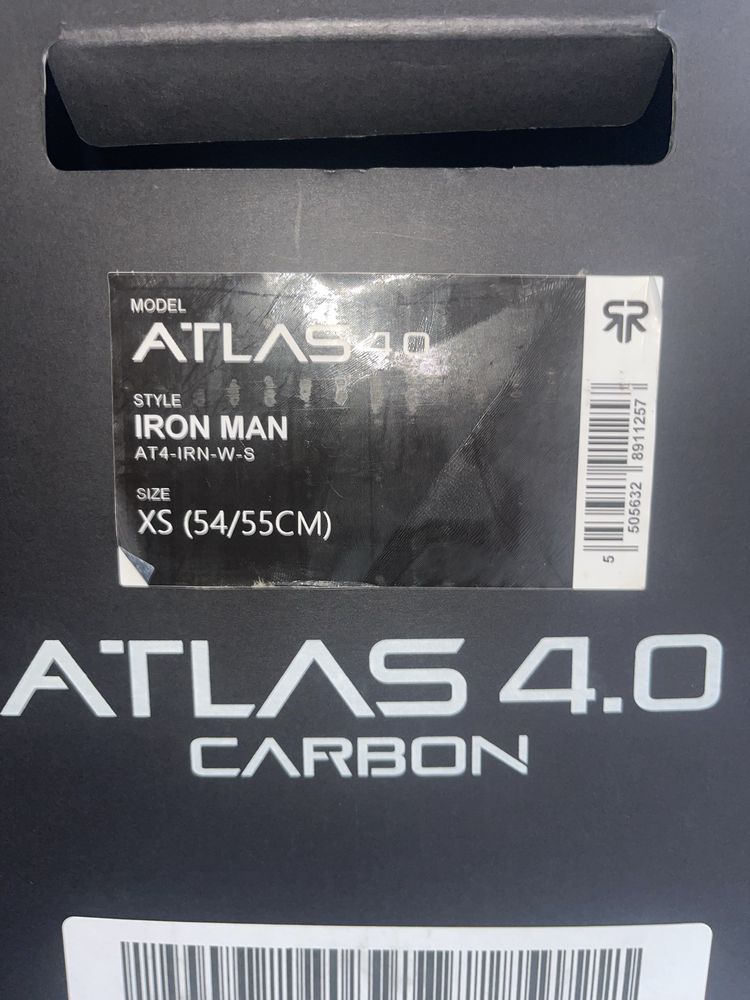 MODEL
ATLAS 4.0
STYLE
IRON MAN
AT4-IRN-W-S
SIZE
XS (54/55CM)
5 505632 8911257
ATLAS 4.0
CARBON